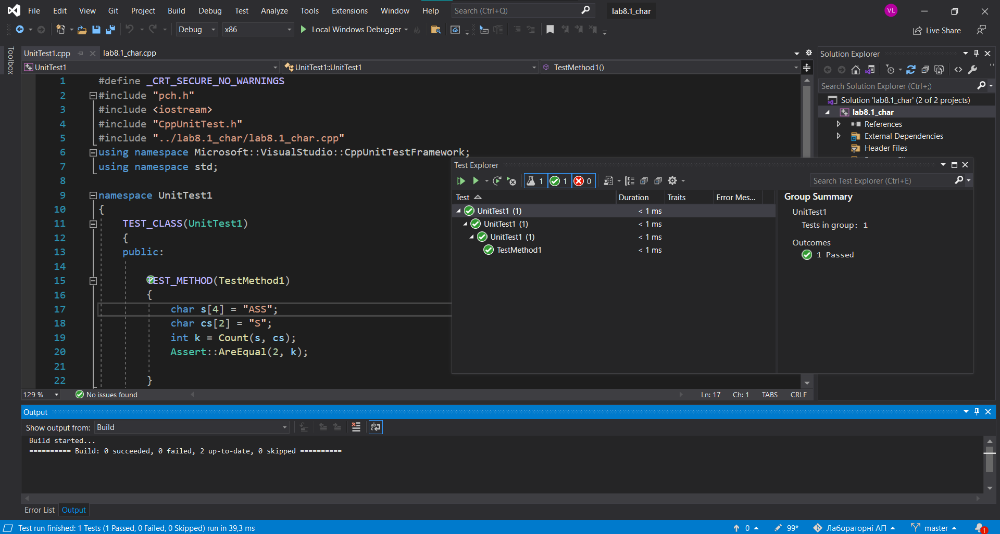 File Edit View Git Project Build Debug Test Analyze Tools Extensions Window Help Search (Ctrl+Q) lab8.1_char VL
Debug x86 Local Windows Debugger Live Share
Toolbox
UnitTest1.cpp lab8.1_char.cpp
UnitTest1 UnitTest1::UnitTest1 TestMethod1()
1 #define _CRT_SECURE_NO_WARNINGS
2 #include "pch.h"
3 #include <iostream>
4 #include "CppUnitTest.h"
5 #include "../lab8.1_char/lab8.1_char.cpp"
6 using namespace Microsoft::VisualStudio::CppUnitTestFramework;
7 using namespace std;
8
9 namespace UnitTest1
10 {
11 TEST_CLASS(UnitTest1)
12 {
13 public:
14
15 TEST_METHOD(TestMethod1)
16 {
17 char s[4] = "ASS";
18 char cs[2] = "S";
19 int k = Count(s, cs);
20 Assert::AreEqual(2, k);
21
22 }
129 % No issues found Ln: 17 Ch: 1 TABS CRLF
Solution Explorer
Search Solution Explorer (Ctrl+;)
Solution 'lab8.1_char' (2 of 2 projects)
lab8.1_char
References
External Dependencies
Header Files
Test Explorer
1 1 0 Search Test Explorer (Ctrl+E)
Test Duration Traits Error Mes...
UnitTest1 (1) < 1 ms
UnitTest1 (1) < 1 ms
UnitTest1 (1) < 1 ms
TestMethod1 < 1 ms
Group Summary
UnitTest1
Tests in group: 1
Outcomes
1 Passed
Output
Show output from: Build
Build started...
========== Build: 0 succeeded, 0 failed, 2 up-to-date, 0 skipped ==========
Error List Output
Test run finished: 1 Tests (1 Passed, 0 Failed, 0 Skipped) run in 39,3 ms 0 99* Лабораторні АП master 1